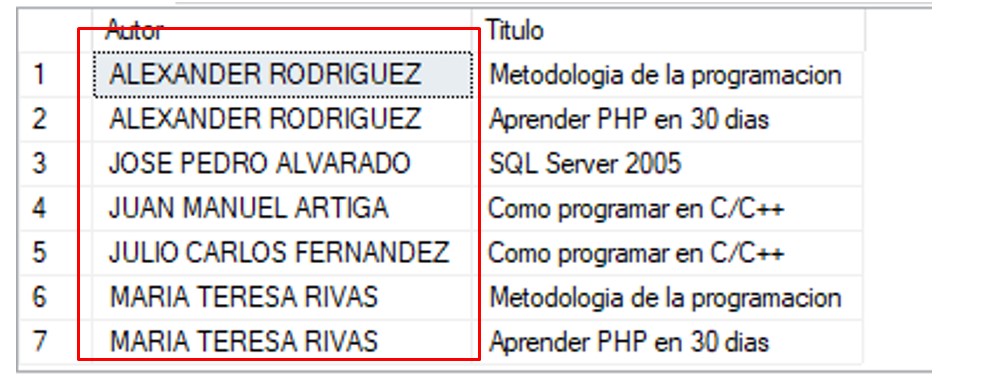 Autor Titulo
1 ALEXANDER RODRIGUEZ Metodologia de la programacion
2 ALEXANDER RODRIGUEZ Aprender PHP en 30 dias
3 JOSE PEDRO ALVARADO SQL Server 2005
4 JUAN MANUEL ARTIGA Como programar en C/C++
5 JULIO CARLOS FERNANDEZ Como programar en C/C++
6 MARIA TERESA RIVAS Metodologia de la programacion
7 MARIA TERESA RIVAS Aprender PHP en 30 dias